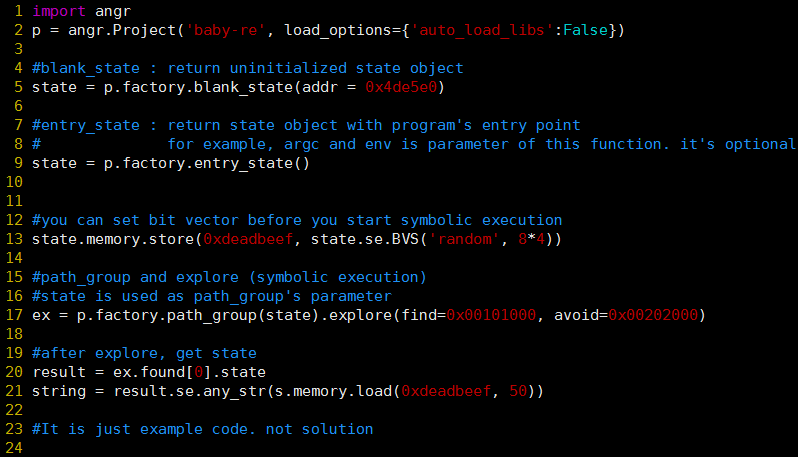 1 import angr
2 p = angr.Project('baby-re', load_options={'auto_load_libs':False})
3
4 #blank_state : return uninitialized state object
5 state = p.factory.blank_state(addr = 0x4de5e0)
6
7 #entry_state : return state object with program's entry point
8 #              for example, argc and env is parameter of this function. it's optional
9 state = p.factory.entry_state()
10
11
12 #you can set bit vector before you start symbolic execution
13 state.memory.store(0xdeadbeef, state.se.BVS('random', 8*4))
14
15 #path_group and explore (symbolic execution)
16 #state is used as path_group's parameter
17 ex = p.factory.path_group(state).explore(find=0x00101000, avoid=0x00202000)
18
19 #after explore, get state
20 result = ex.found[0].state
21 string = result.se.any_str(s.memory.load(0xdeadbeef, 50))
22
23 #It is just example code. not solution
24